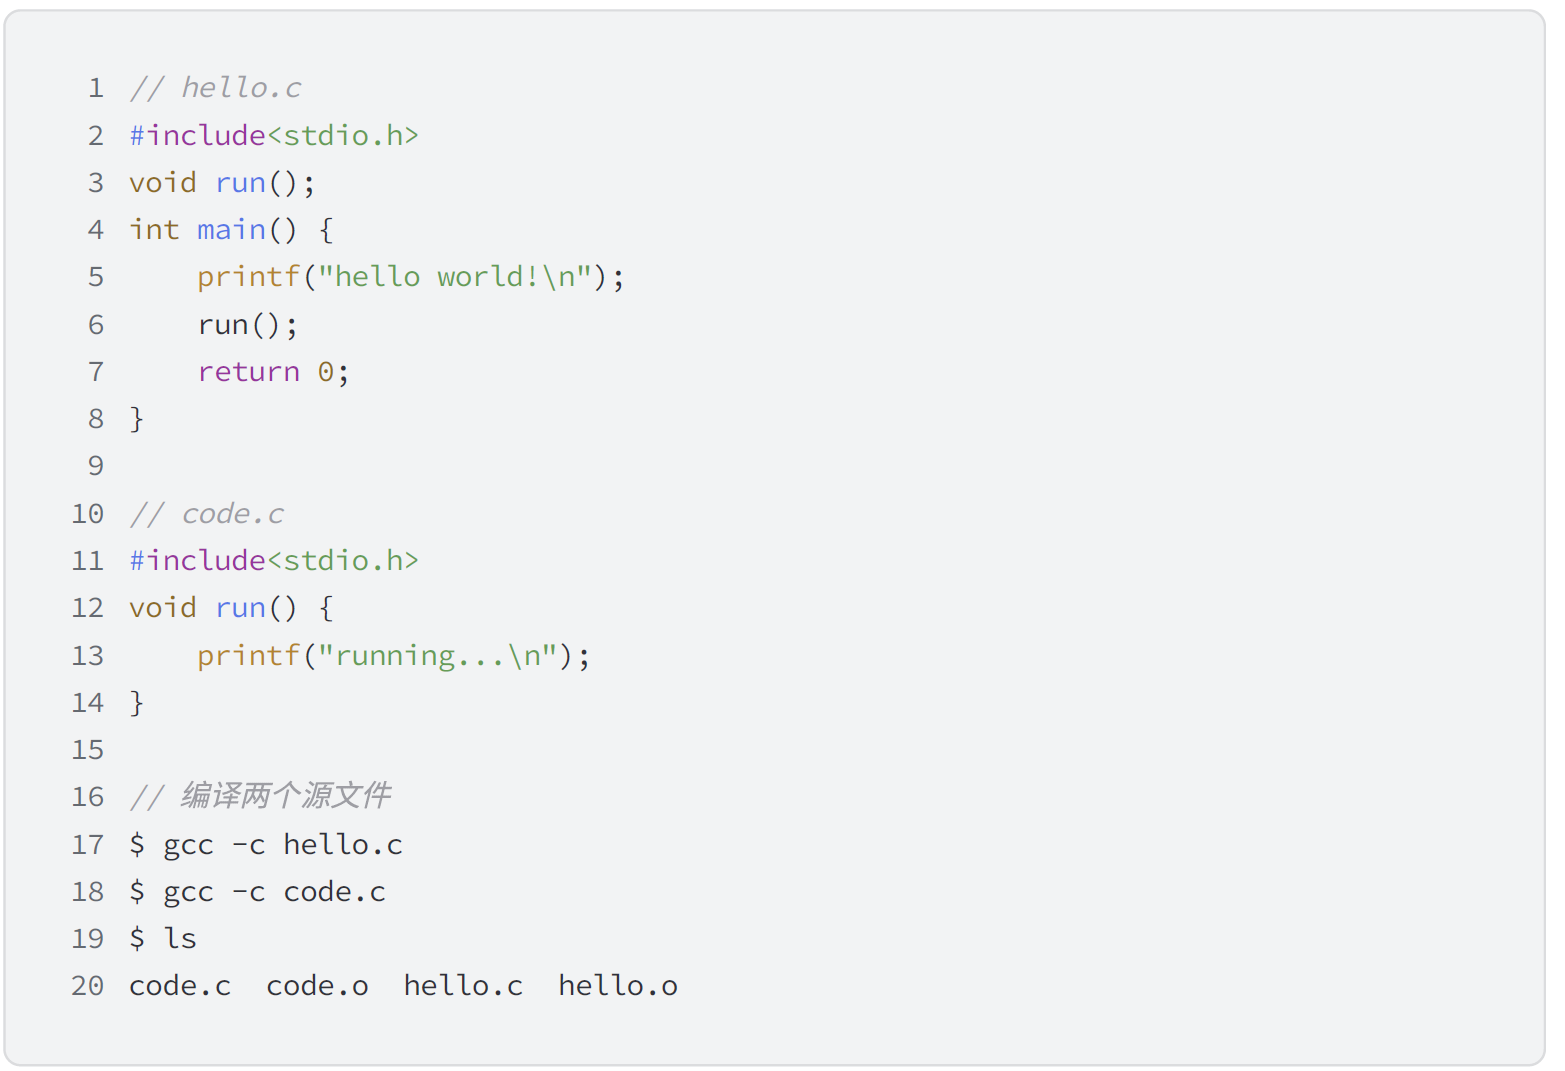 1 // hello.c
2 #include<stdio.h>
3 void run();
4 int main() {
5     printf("hello world!\n");
6     run();
7     return 0;
8 }
9
10 // code.c
11 #include<stdio.h>
12 void run() {
13     printf("running...\n");
14 }
15
16 // 编译两个源文件
17 $ gcc -c hello.c
18 $ gcc -c code.c
19 $ ls
20 code.c  code.o  hello.c  hello.o